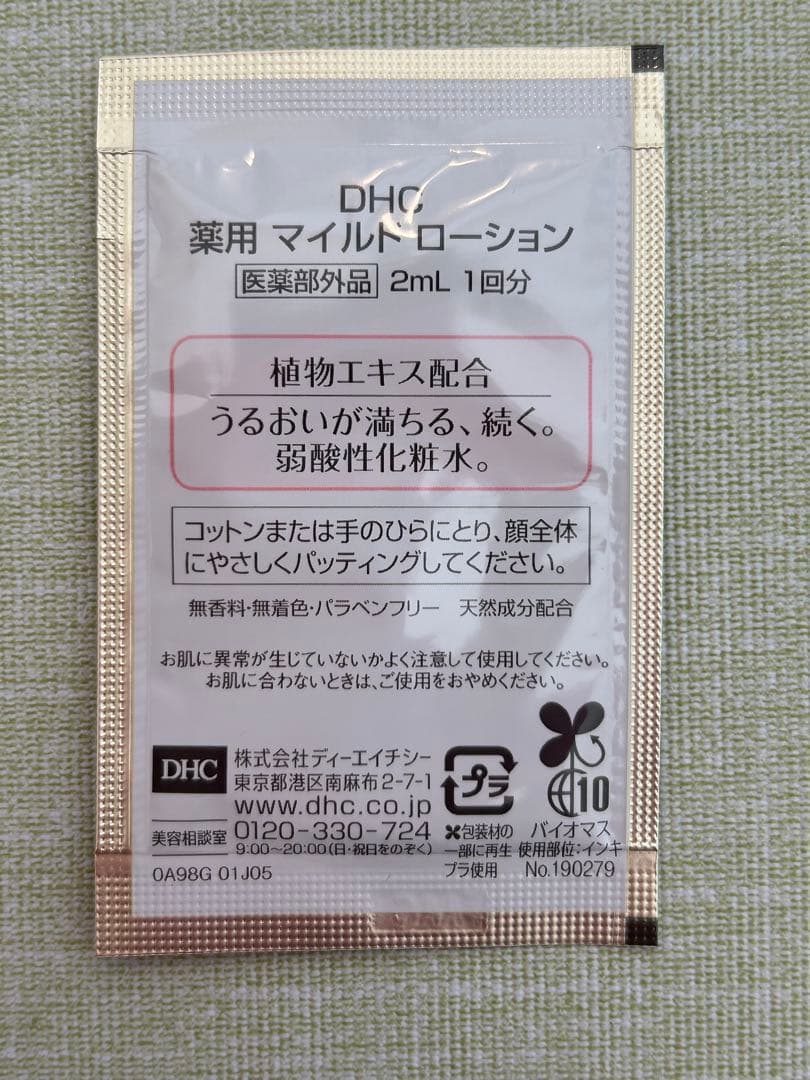 DHC
薬用 マイルド ローション
医薬部外品 2mL 1回分
植物エキス配合
うるおいが満ちる、続く。
弱酸性化粧水。
コットンまたは手のひらにとり、顔全体
にやさしくパッティングしてください。
無香料・無着色・パラベンフリー 天然成分配合
お肌に異常が生じていないかよく注意して使用してください。
お肌に合わないときは、ご使用をおやめください。
DHC
株式会社ディーエイチシー
東京都港区南麻布2-7-1
www.dhc.co.jp
美容相談室 0120-330-724
9:00〜20:00(日・祝日をのぞく)
0A98G 01J05
プラ
包装材の
一部に再生
プラ使用
10
バイオマス
使用部位:インキ
No.190279